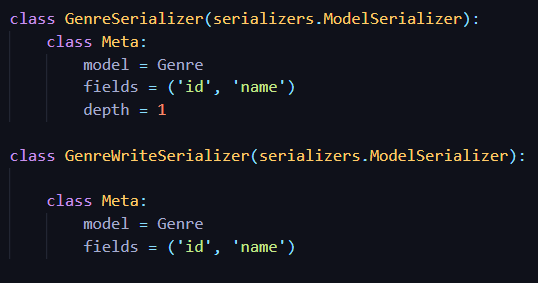 class GenreSerializer(serializers.ModelSerializer):
    class Meta:
        model = Genre
        fields = ('id', 'name')
        depth = 1
class GenreWriteSerializer(serializers.ModelSerializer):
    class Meta:
        model = Genre
        fields = ('id', 'name')